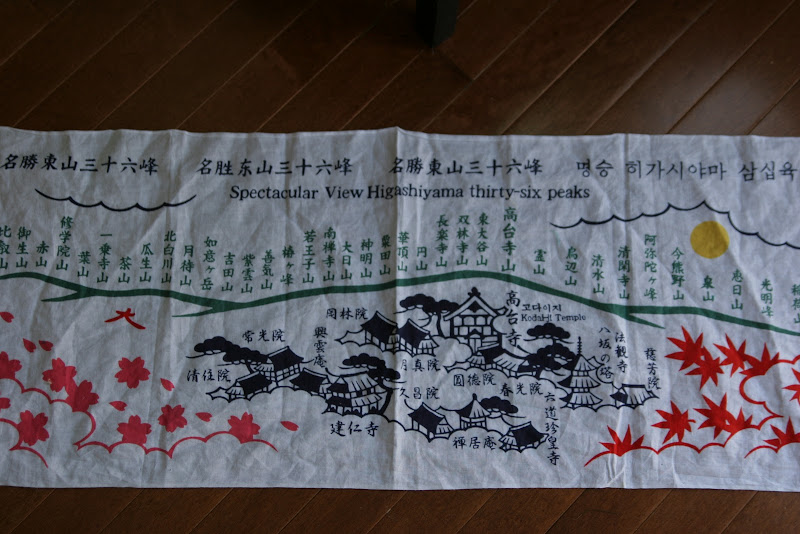 名勝東山三十六峰
名胜东山三十六峰
名勝東山三十六峰
명승 히가시야마 삼십육
Spectacular View Higashiyama thirty-six peaks
比叡山
御生山
赤山
修学院山
葉山
一乗寺山
茶山
瓜生山
北白川山
月待山
如意ヶ岳
吉田山
紫雲山
善気山
椿ヶ峰
若王子山
南禅寺山
大日山
神明山
粟田山
華頂山
円山
長楽寺山
双林寺山
東大谷山
高台寺山
霊山
鳥辺山
清水山
清閑寺山
阿弥陀ヶ峰
今熊野山
泉山
恵日山
光明峰
大
岡林院
高台寺
고다이지
Kodai-ji Temple
常光院
興雲庵
月真院
八坂の塔
法観寺
清住院
圓徳院
春光院
慈芳院
久昌院
六道珍皇寺
建仁寺
禅居庵